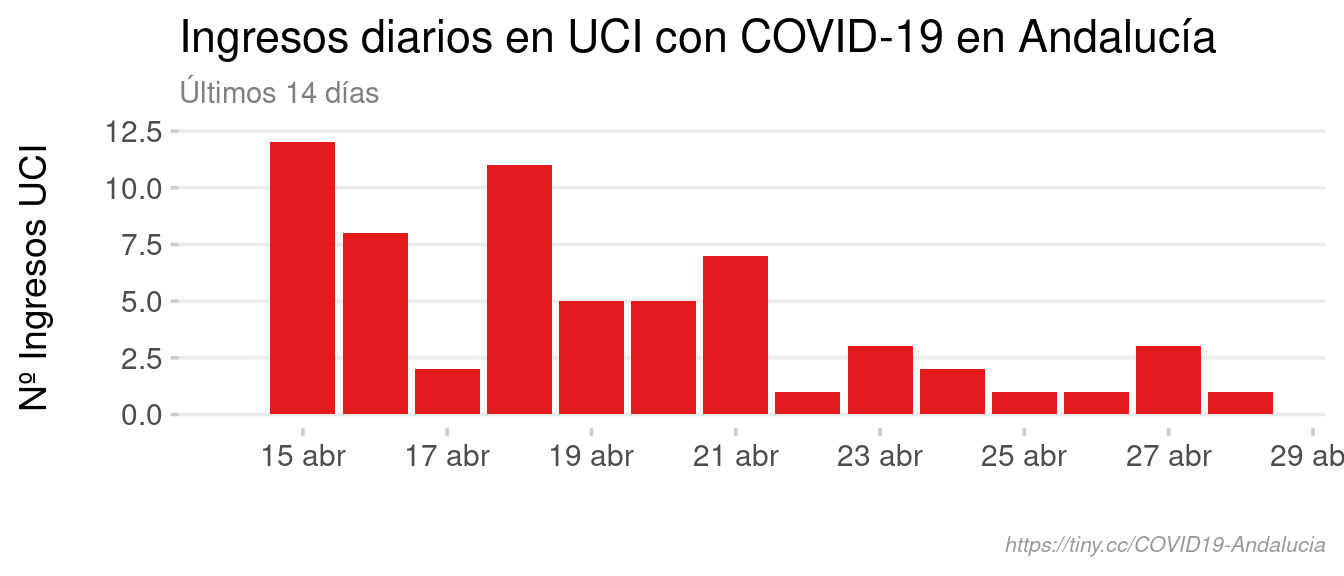 Ingresos diarios en UCI con COVID-19 en Andalucía
Últimos 14 días
Nº Ingresos UCI
12.5
10.0
7.5
5.0
2.5
0.0
15 abr 17 abr 19 abr 21 abr 23 abr 25 abr 27 abr 29 ab
https://tiny.cc/COVID19-Andalucia